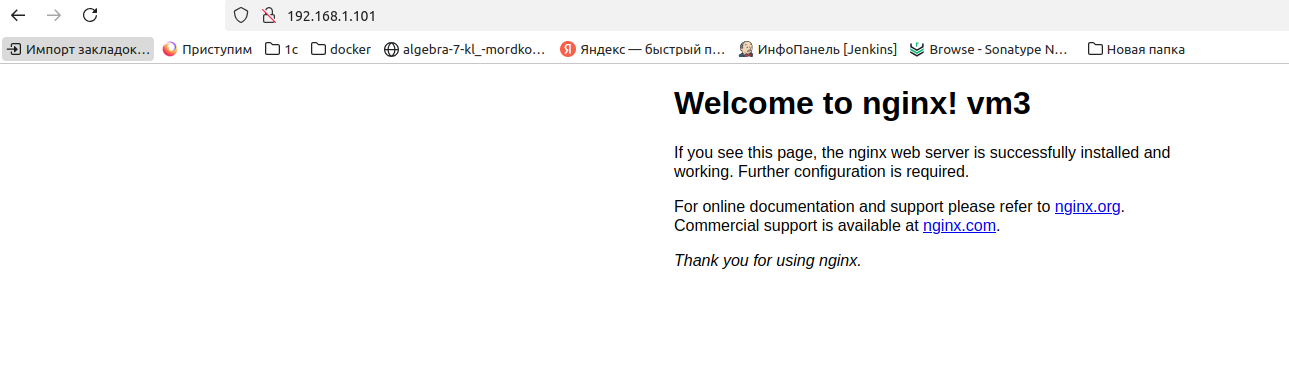 192.168.1.101
Импорт закладок... Приступим 1c docker algebra-7-kl_-mordko... Яндекс — быстрый п... ИнфоПанель [Jenkins] Browse - Sonatype N... Новая папка
Welcome to nginx! vm3
If you see this page, the nginx web server is successfully installed and
working. Further configuration is required.
For online documentation and support please refer to nginx.org.
Commercial support is available at nginx.com.
Thank you for using nginx.